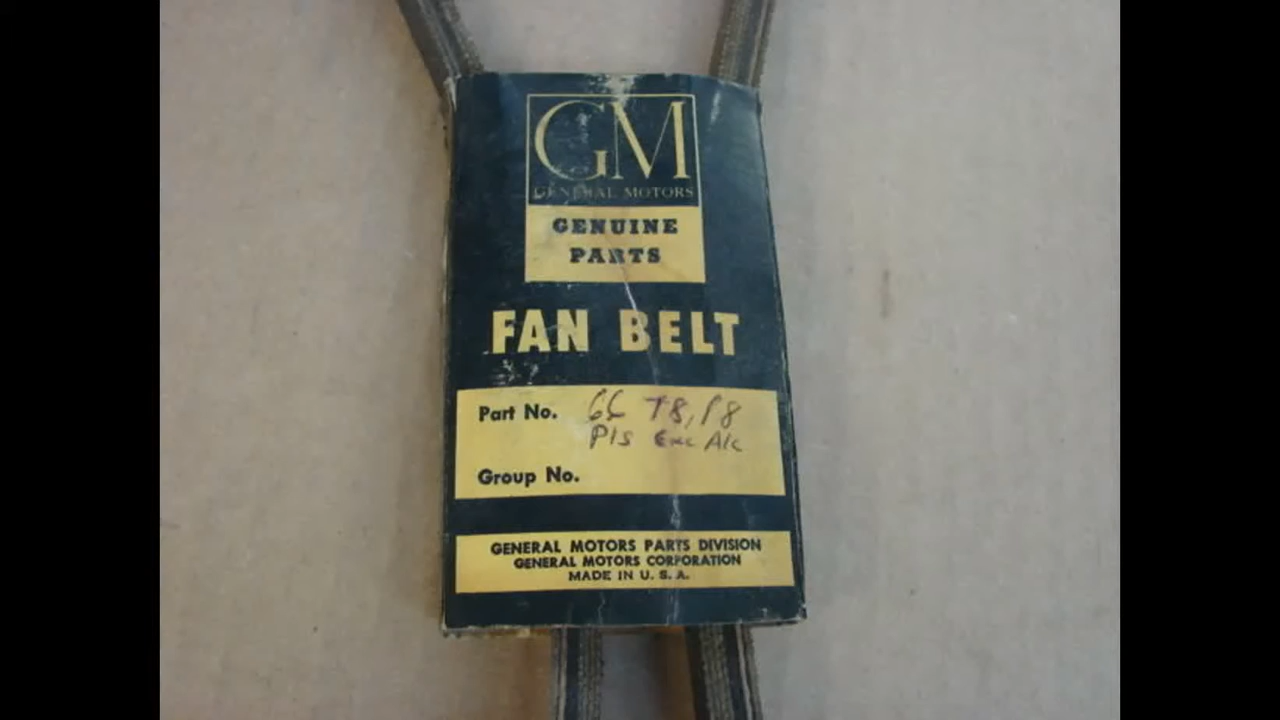 GM
GENERAL MOTORS
GENUINE
PARTS
FAN BELT
Part No. 66 T8, P8
P/S Exc A/c
Group No.
GENERAL MOTORS PARTS DIVISION
GENERAL MOTORS CORPORATION
MADE IN U. S. A.